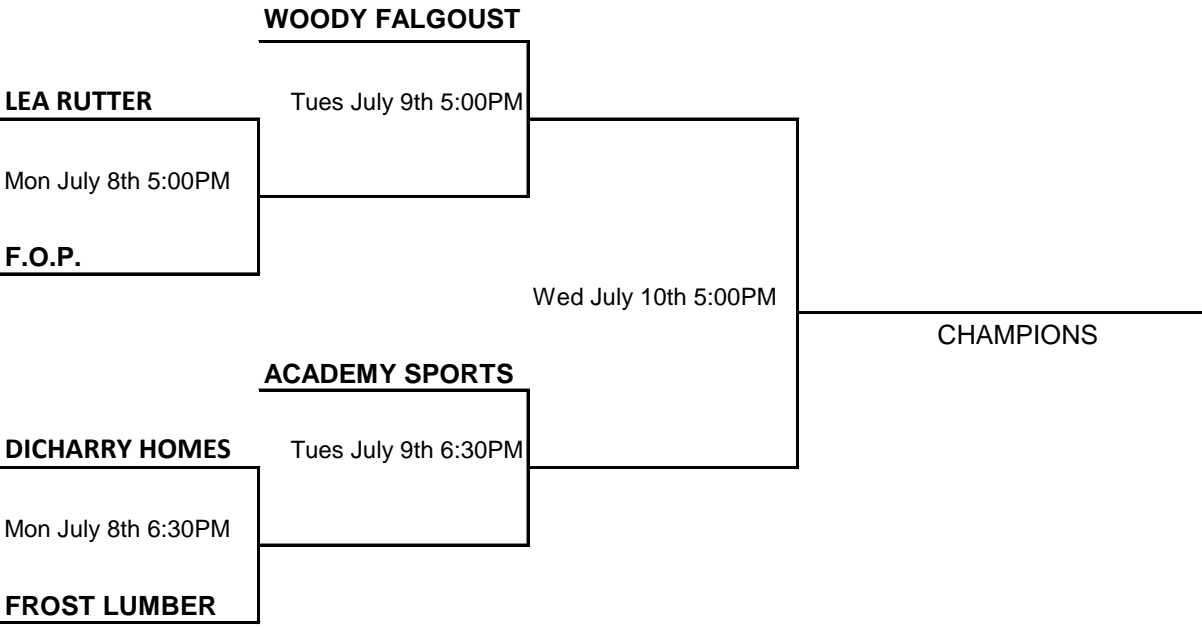 WOODY FALGOUST
LEA RUTTER
Tues July 9th 5:00PM
Mon July 8th 5:00PM
F.O.P.
Wed July 10th 5:00PM
CHAMPIONS
ACADEMY SPORTS
DICHARRY HOMES
Tues July 9th 6:30PM
Mon July 8th 6:30PM
FROST LUMBER